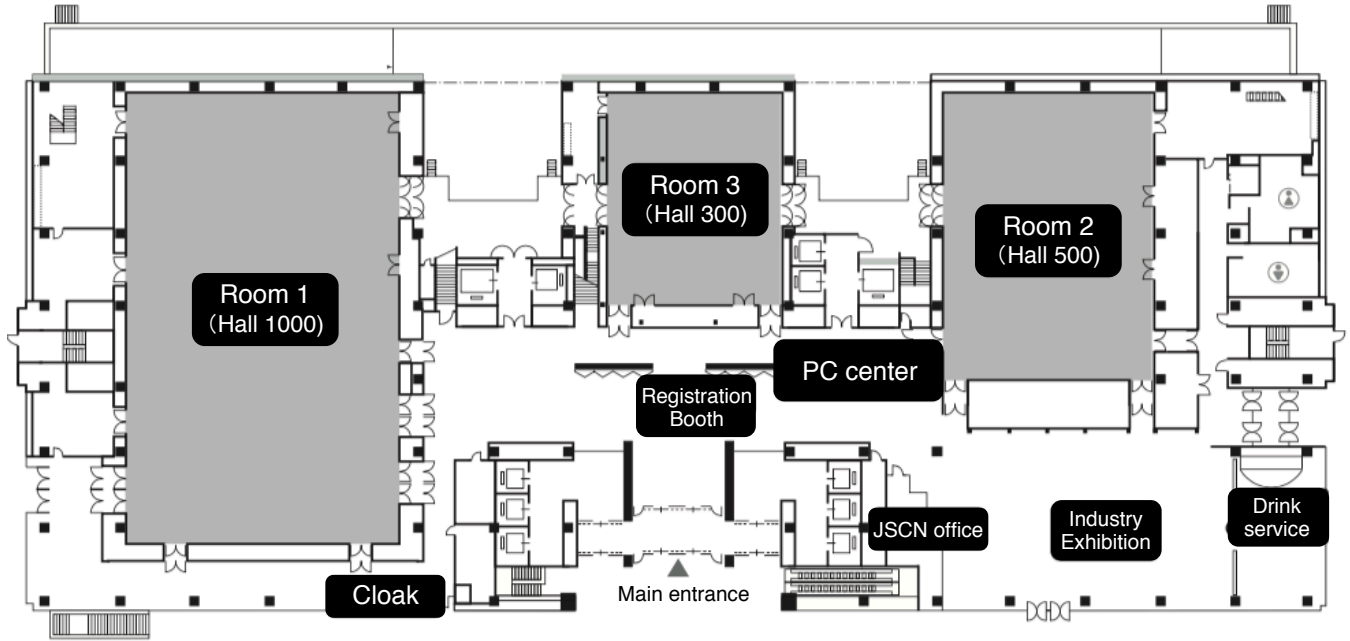 Room 3
(Hall 300)
Room 2
（Hall 500)
Room 1
（Hall 1000)
PC center
Registration
Booth
JSCN office
Industry
Exhibition
Drink
service
Cloak
Main entrance